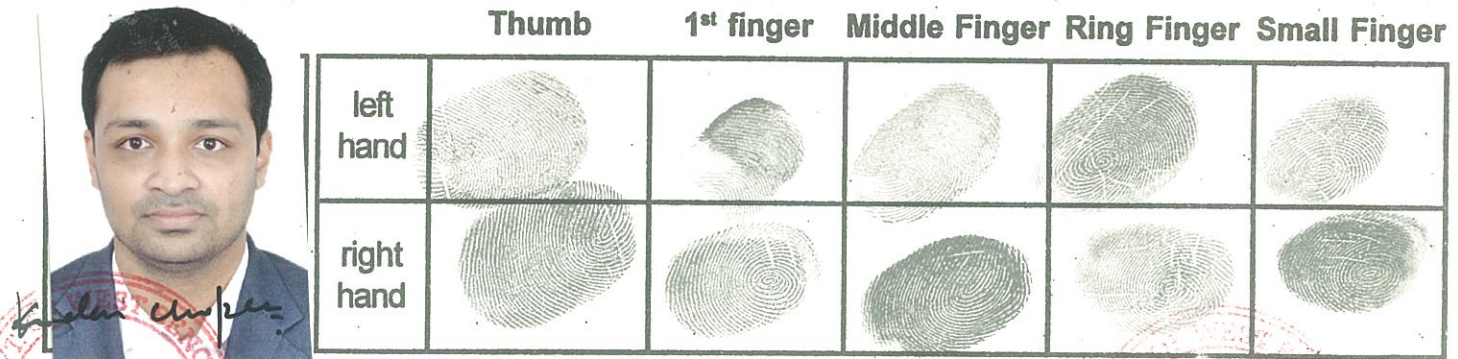 Thumb 1st finger Middle Finger Ring Finger Small Finger
left
hand
right
hand